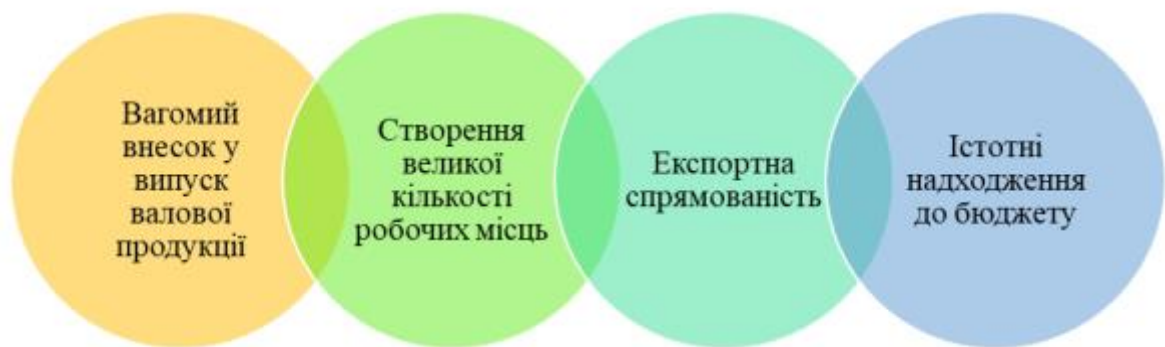 Вагомий
внесок у
випуск
валової
продукції
Створення
великої
кількості
робочих місць
Експортна
спрямованість
Істотні
надходження
до бюджету